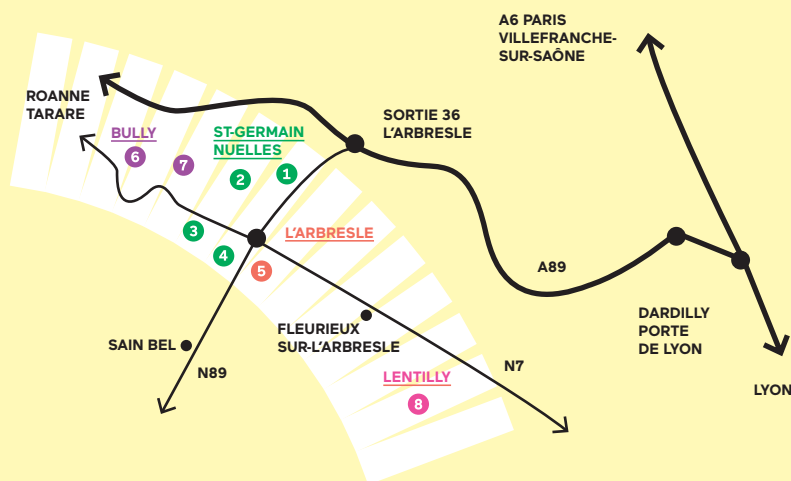 A6 PARIS
VILLEFRANCHE-
SUR-SAÔNE
ROANNE
TARARE
SORTIE 36
L'ARBRESLE
BULLY
6
7
ST-GERMAIN
NUELLES
2
1
3
4
5
L'ARBRESLE
A89
DARDILLY
PORTE
DE LYON
FLEURIEUX
SUR-L'ARBRESLE
SAIN BEL
N89
N7
LENTILLY
8
LYON